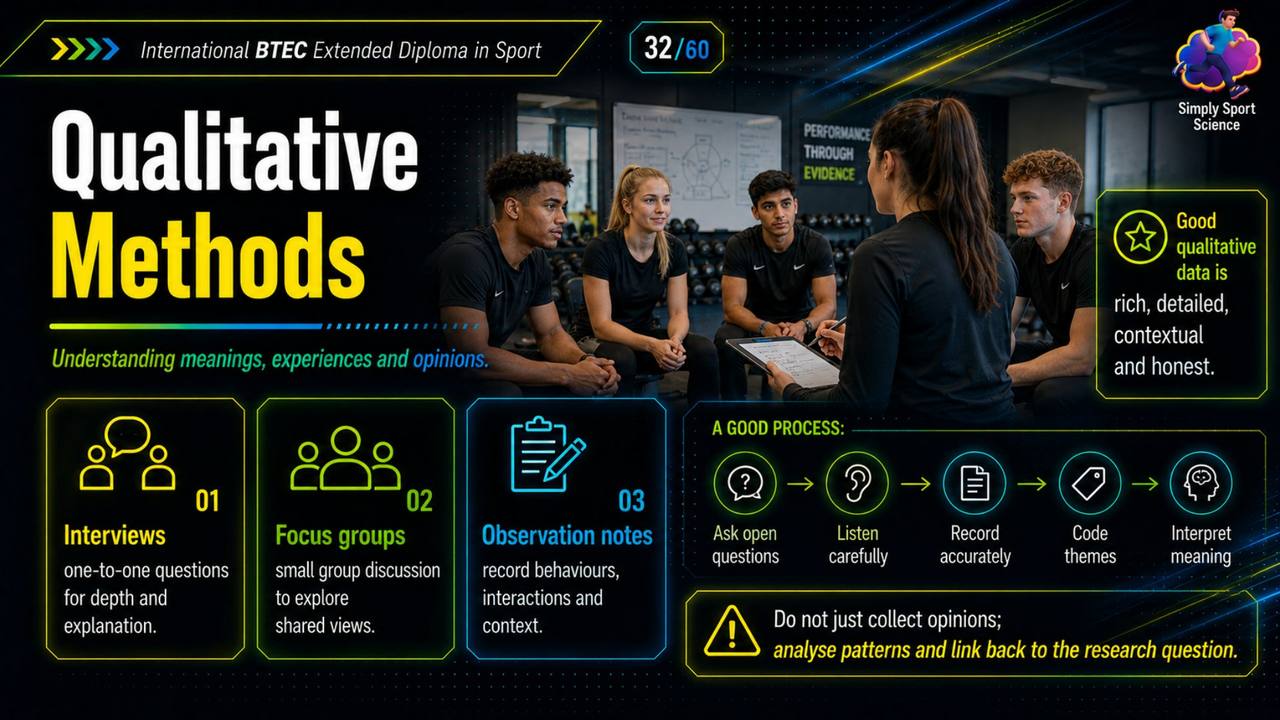 International BTEC Extended Diploma in Sport
32/60
Simply Sport
Science
Qualitative
Methods
Understanding meanings, experiences and opinions.
PERFORMANCE
THROUGH
EVIDENCE
Good
qualitative
data is
rich, detailed,
contextual
and honest.
01
Interviews
one-to-one questions
for depth and
explanation.
02
Focus groups
small group discussion
to explore
shared views.
03
Observation notes
record behaviours,
interactions and
context.
A GOOD PROCESS:
Ask open
questions
Listen
carefully
Record
accurately
Code
themes
Interpret
meaning
Do not just collect opinions;
analyse patterns and link back to the research question.